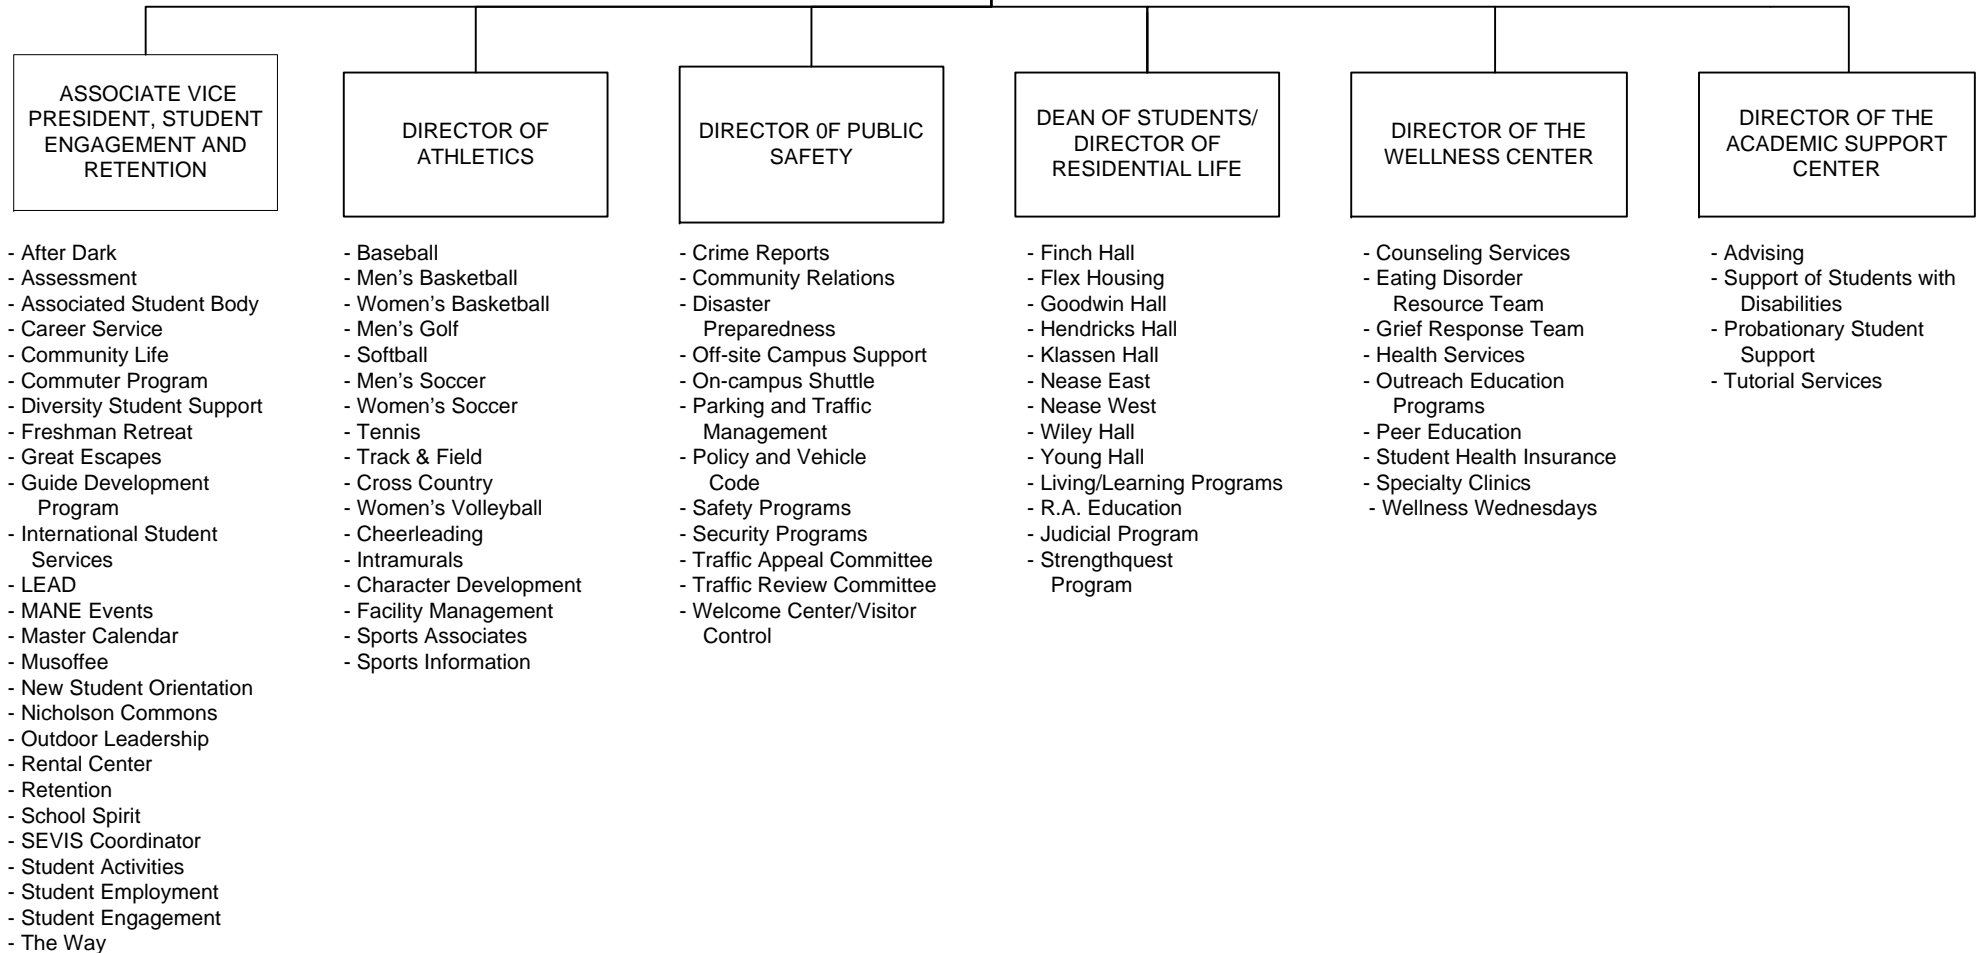 ASSOCIATE VICE
PRESIDENT, STUDENT
ENGAGEMENT AND
RETENTION
- After Dark
- Assessment
- Associated Student Body
- Career Service
- Community Life
- Commuter Program
- Diversity Student Support
- Freshman Retreat
- Great Escapes
- Guide Development
Program
- International Student
Services
- LEAD
- MANE Events
- Master Calendar
- Musoffee
- New Student Orientation
- Nicholson Commons
- Outdoor Leadership
- Rental Center
- Retention
- School Spirit
- SEVIS Coordinator
- Student Activities
- Student Employment
- Student Engagement
- The Way
DIRECTOR OF
ATHLETICS
- Baseball
- Men's Basketball
- Women's Basketball
- Men's Golf
- Softball
- Men's Soccer
- Women's Soccer
- Tennis
- Track & Field
- Cross Country
- Women's Volleyball
- Cheerleading
- Intramurals
- Character Development
- Facility Management
- Sports Associates
- Sports Information
DIRECTOR 0F PUBLIC
SAFETY
- Crime Reports
- Community Relations
- Disaster
Preparedness
- Off-site Campus Support
- On-campus Shuttle
- Parking and Traffic
Management
- Policy and Vehicle
Code
- Safety Programs
- Security Programs
- Traffic Appeal Committee
- Traffic Review Committee
- Welcome Center/Visitor
Control
DEAN OF STUDENTS/
DIRECTOR OF
RESIDENTIAL LIFE
- Finch Hall
- Flex Housing
- Goodwin Hall
- Hendricks Hall
- Klassen Hall
- Nease East
- Nease West
- Wiley Hall
- Young Hall
- Living/Learning Programs
- R.A. Education
- Judicial Program
- Strengthquest
Program
DIRECTOR OF THE
WELLNESS CENTER
- Counseling Services
- Eating Disorder
Resource Team
- Grief Response Team
- Health Services
- Outreach Education
Programs
- Peer Education
- Student Health Insurance
- Specialty Clinics
- Wellness Wednesdays
DIRECTOR OF THE
ACADEMIC SUPPORT
CENTER
- Advising
- Support of Students with
Disabilities
- Probationary Student
Support
- Tutorial Services